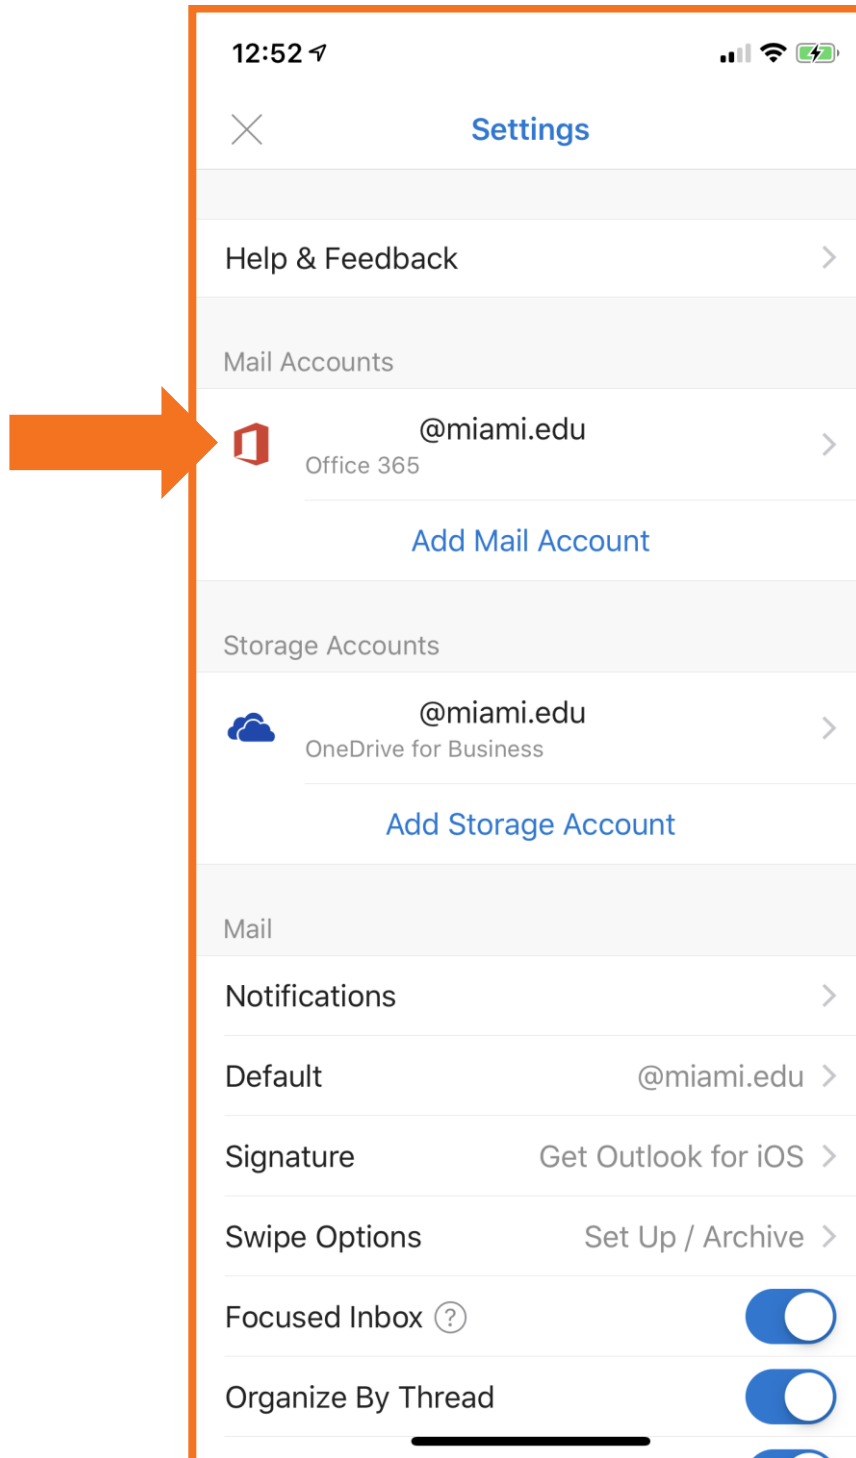 12:52
Settings
Help & Feedback
Mail Accounts
@miami.edu
Office 365
Add Mail Account
Storage Accounts
@miami.edu
OneDrive for Business
Add Storage Account
Mail
Notifications
Default @miami.edu
Signature Get Outlook for iOS
Swipe Options Set Up / Archive
Focused Inbox ?
Organize By Thread